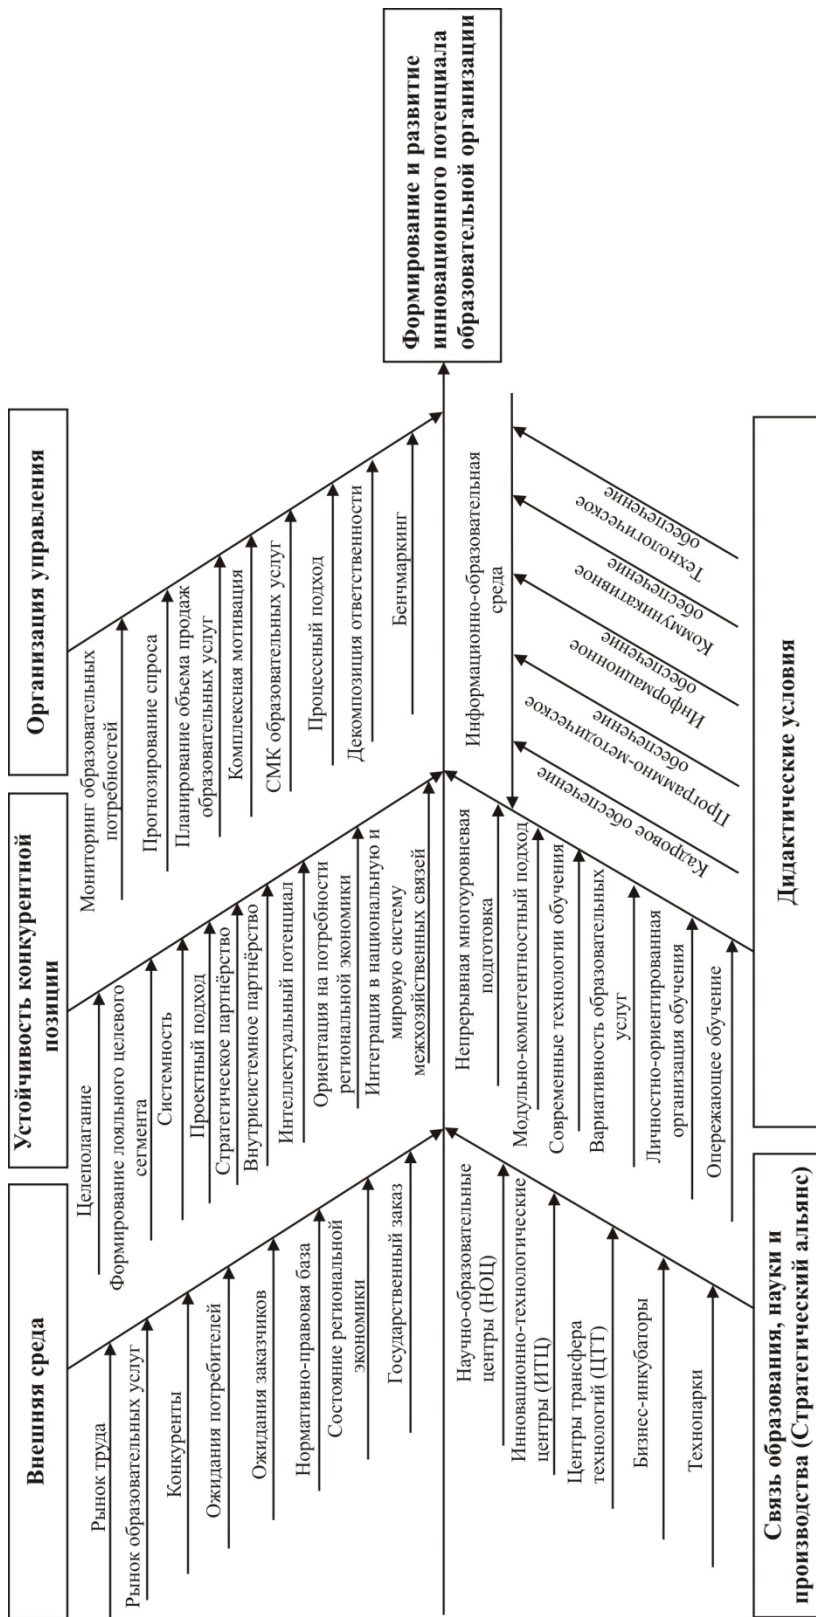 Внешняя среда
Рынок труда
Рынок образовательных услуг
Конкуренты
Ожидания потребителей
Ожидания заказчиков
Нормативно-правовая база
Состояние региональной
экономики
Государственный заказ
Устойчивость конкурентной
позиции
Целеполагание
Формирование лояльного целевого
сегмента
Системность
Проектный подход
Стратегическое партнёрство
Внутрисистемное партнёрство
Интеллектуальный потенциал
Ориентация на потребности
региональной экономики
Интеграция в национальную и
мировую систему
межхозяйственных связей
Организация управления
Мониторинг образовательных
потребностей
Прогнозирование спроса
Планирование объема продаж
образовательных услуг
Комплексная мотивация
СМК образовательных услуг
Процессный подход
Декомпозиция ответственности
Бенчмаркинг
Формирование и развитие
инновационного потенциала
образовательной организации
Научно-образовательные
центры (НОЦ)
Инновационно-технологические
центры (ИТЦ)
Центры трансфера
технологий (ЦТТ)
Бизнес-инкубаторы
Технопарки
Связь образования, науки и
производства (Стратегический альянс)
Непрерывная многоуровневая
подготовка
Модульно-компетентностный подход
Современные технологии обучения
Вариативность образовательных
услуг
Личностно-ориентированная
организация обучения
Опережающее обучение
Информационно-образовательная
среда
Кадровое обеспечение
Программно-методическое
обеспечение
Информационное
обеспечение
Коммуникативное
обеспечение
Технологическое
обеспечение
Дидактические условия